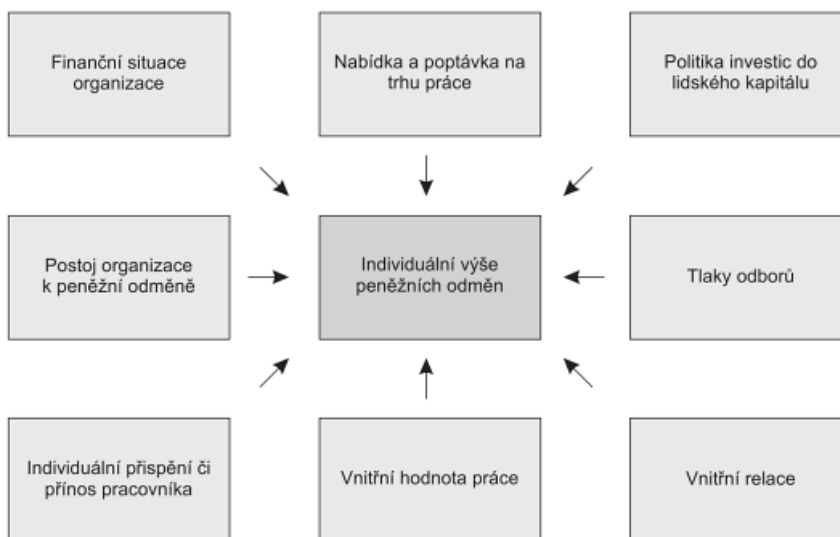 Finanční situace
organizace
Nabídka a poptávka na
trhu práce
Politika investic do
lidského kapitálu
Postoj organizace
k peněžní odměně
Individuální výše
peněžních odměn
Tlaky odborů
Individuální přispění či
přínos pracovníka
Vnitřní hodnota práce
Vnitřní relace